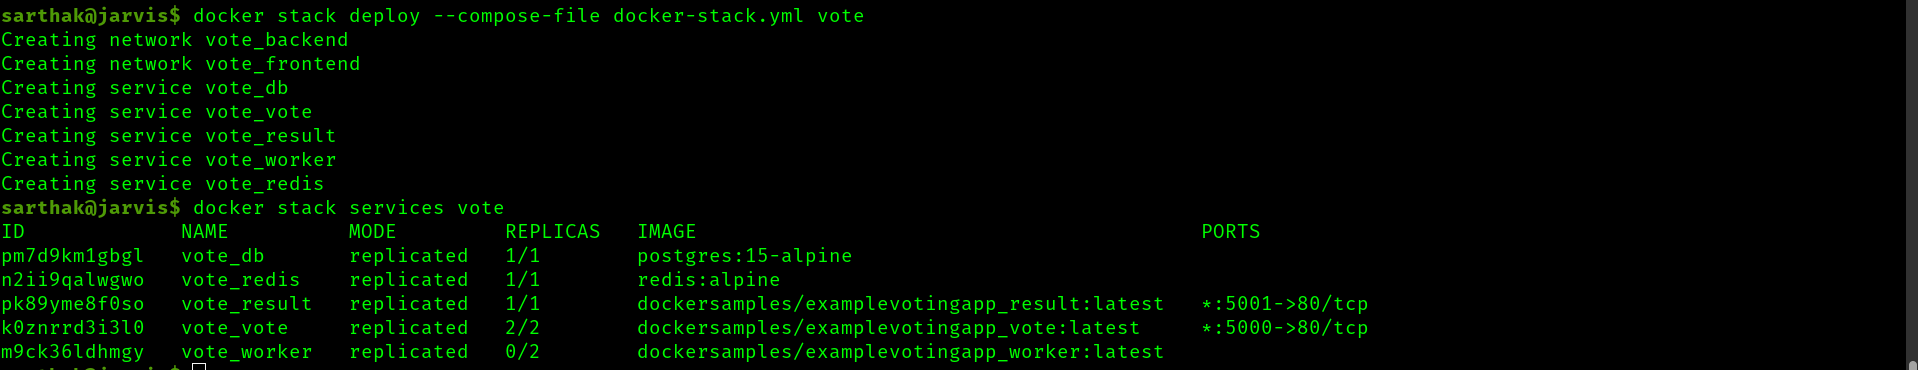 sarthak@jarvis$ docker stack deploy --compose-file docker-stack.yml vote
Creating network vote_backend
Creating network vote_frontend
Creating service vote_db
Creating service vote_vote
Creating service vote_result
Creating service vote_worker
Creating service vote_redis
sarthak@jarvis$ docker stack services vote
ID NAME MODE REPLICAS IMAGE PORTS
pm7d9km1gbgl vote_db replicated 1/1 postgres:15-alpine
n2ii9qalwgwo vote_redis replicated 1/1 redis:alpine
pk89yme8f0so vote_result replicated 1/1 dockersamples/examplevotingapp_result:latest *:5001->80/tcp
k0znrrd3i3l0 vote_vote replicated 2/2 dockersamples/examplevotingapp_vote:latest *:5000->80/tcp
m9ck36ldhmgy vote_worker replicated 0/2 dockersamples/examplevotingapp_worker:latest